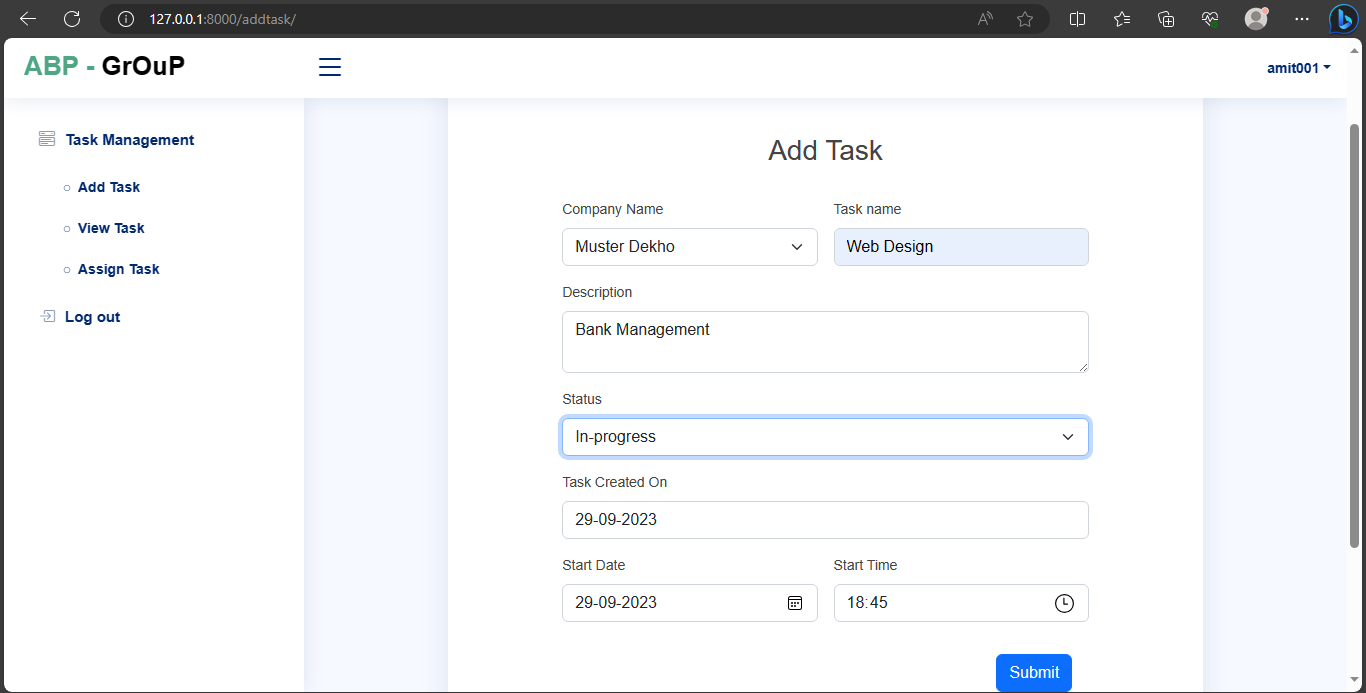 127.0.0.1:8000/addtask/
ABP - GrOuP
amit001
Task Management
Add Task
View Task
Assign Task
Log out
Add Task
Company Name Task name
Muster Dekho Web Design
Description
Bank Management
Status
In-progress
Task Created On
29-09-2023
Start Date Start Time
29-09-2023 18:45
Submit